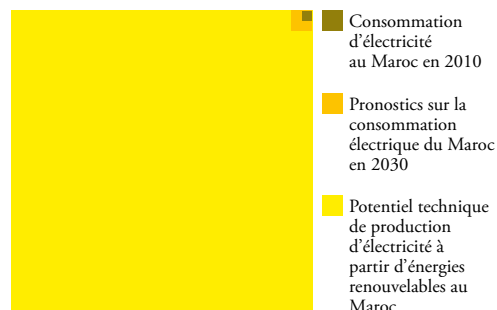 Consommation
d’électricité
au Maroc en 2010
Pronostics sur la
consommation
électrique du Maroc
en 2030
Potentiel technique
de production
d’électricité à
partir d’énergies
renouvelables au
Maroc